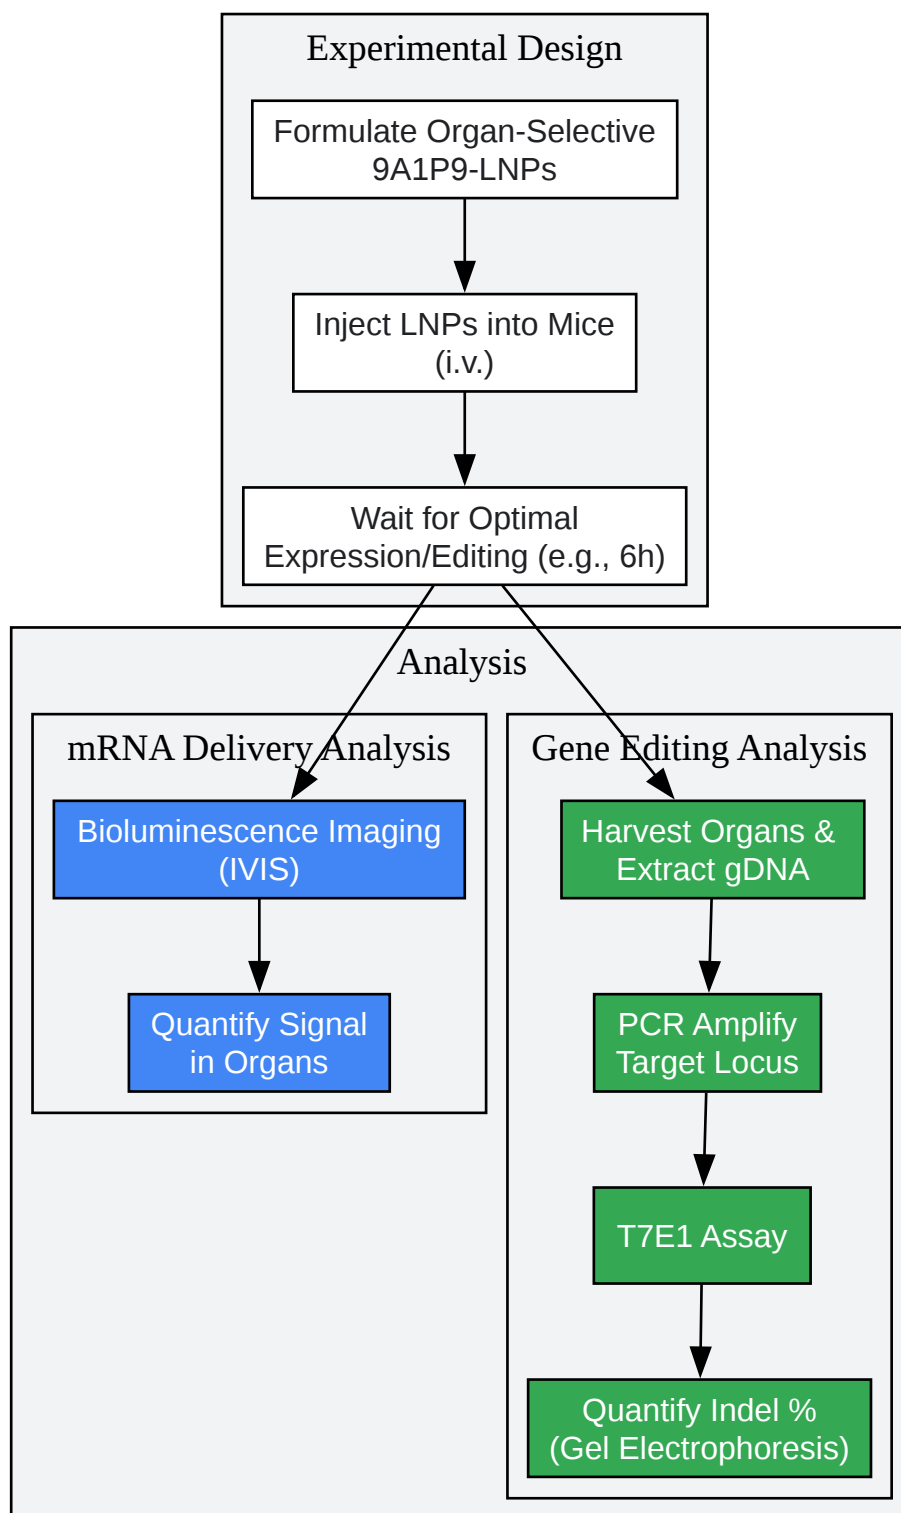 Experimental Design
Formulate Organ-Selective
9A1P9-LNPs
Inject LNPs into Mice
(i.v.)
Wait for Optimal
Expression/Editing (e.g., 6h)
Analysis
mRNA Delivery Analysis
Bioluminescence Imaging
(IVIS)
Quantify Signal
in Organs
Gene Editing Analysis
Harvest Organs &
Extract gDNA
PCR Amplify
Target Locus
T7E1 Assay
Quantify Indel %
(Gel Electrophoresis)